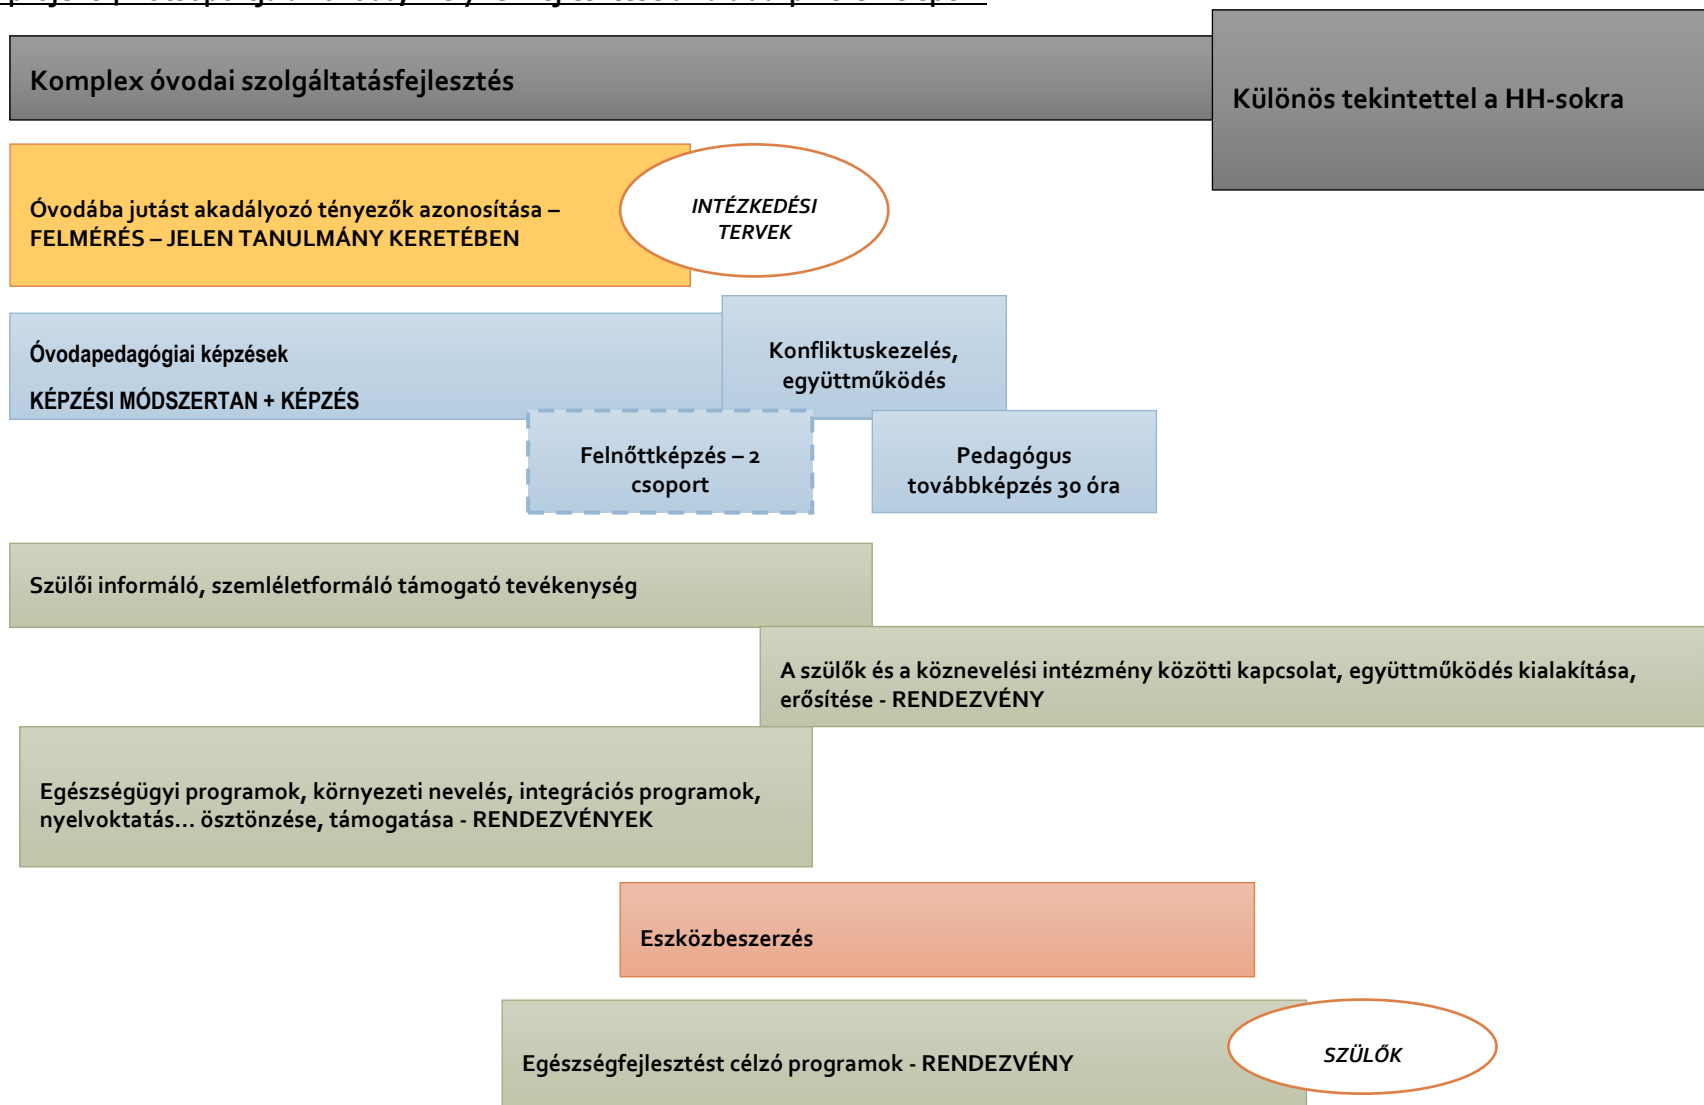 Komplex óvodai szolgáltatásfejlesztés
Különös tekintettel a HH-sokra
Óvodába jutást akadályozó tényezők azonosítása –
FELMÉRÉS – JELEN TANULMÁNY KERETÉBEN
INTÉZKEDÉSI
TERVEK
Óvodapedagógiai képzések
KÉPZÉSI MÓDSZERTAN + KÉPZÉS
Konfliktuskezelés,
együttműködés
Felnőttképzés – 2
csoport
Pedagógus
továbbképzés 30 óra
Szülői informáló, szemléletformáló támogató tevékenység
A szülők és a köznevelési intézmény közötti kapcsolat, együttműködés kialakítása,
erősítése - RENDEZVÉNY
Egészségügyi programok, környezeti nevelés, integrációs programok,
nyelvoktatás... ösztönzése, támogatása - RENDEZVÉNYEK
Eszközbeszerzés
Egészségfejlesztést célzó programok - RENDEZVÉNY
SZÜLŐK